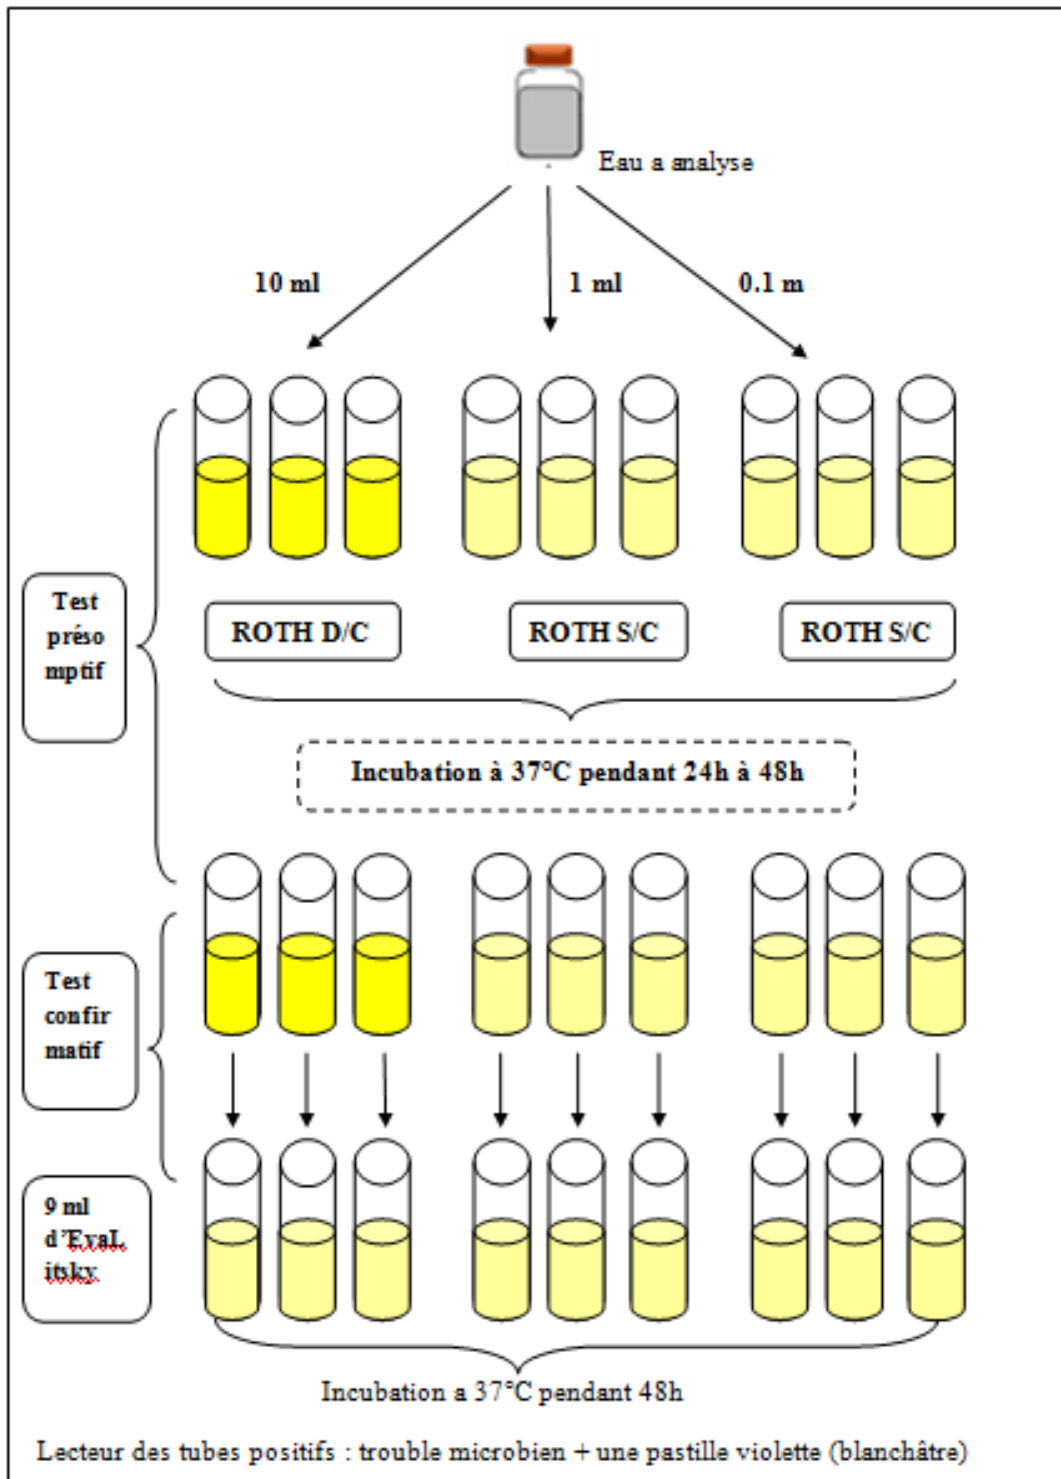 Eau a analyse
10 ml
1 ml
0.1 m
Test
préso
mptif
ROTH D/C
ROTH S/C
ROTH S/C
Incubation à 37°C pendant 24h à 48h
Test
confir
matif
9 ml
d'EvaL
itsky
Incubation a 37°C pendant 48h
Lecteur des tubes positifs : trouble microbien + une pastille violette (blanchâtre)